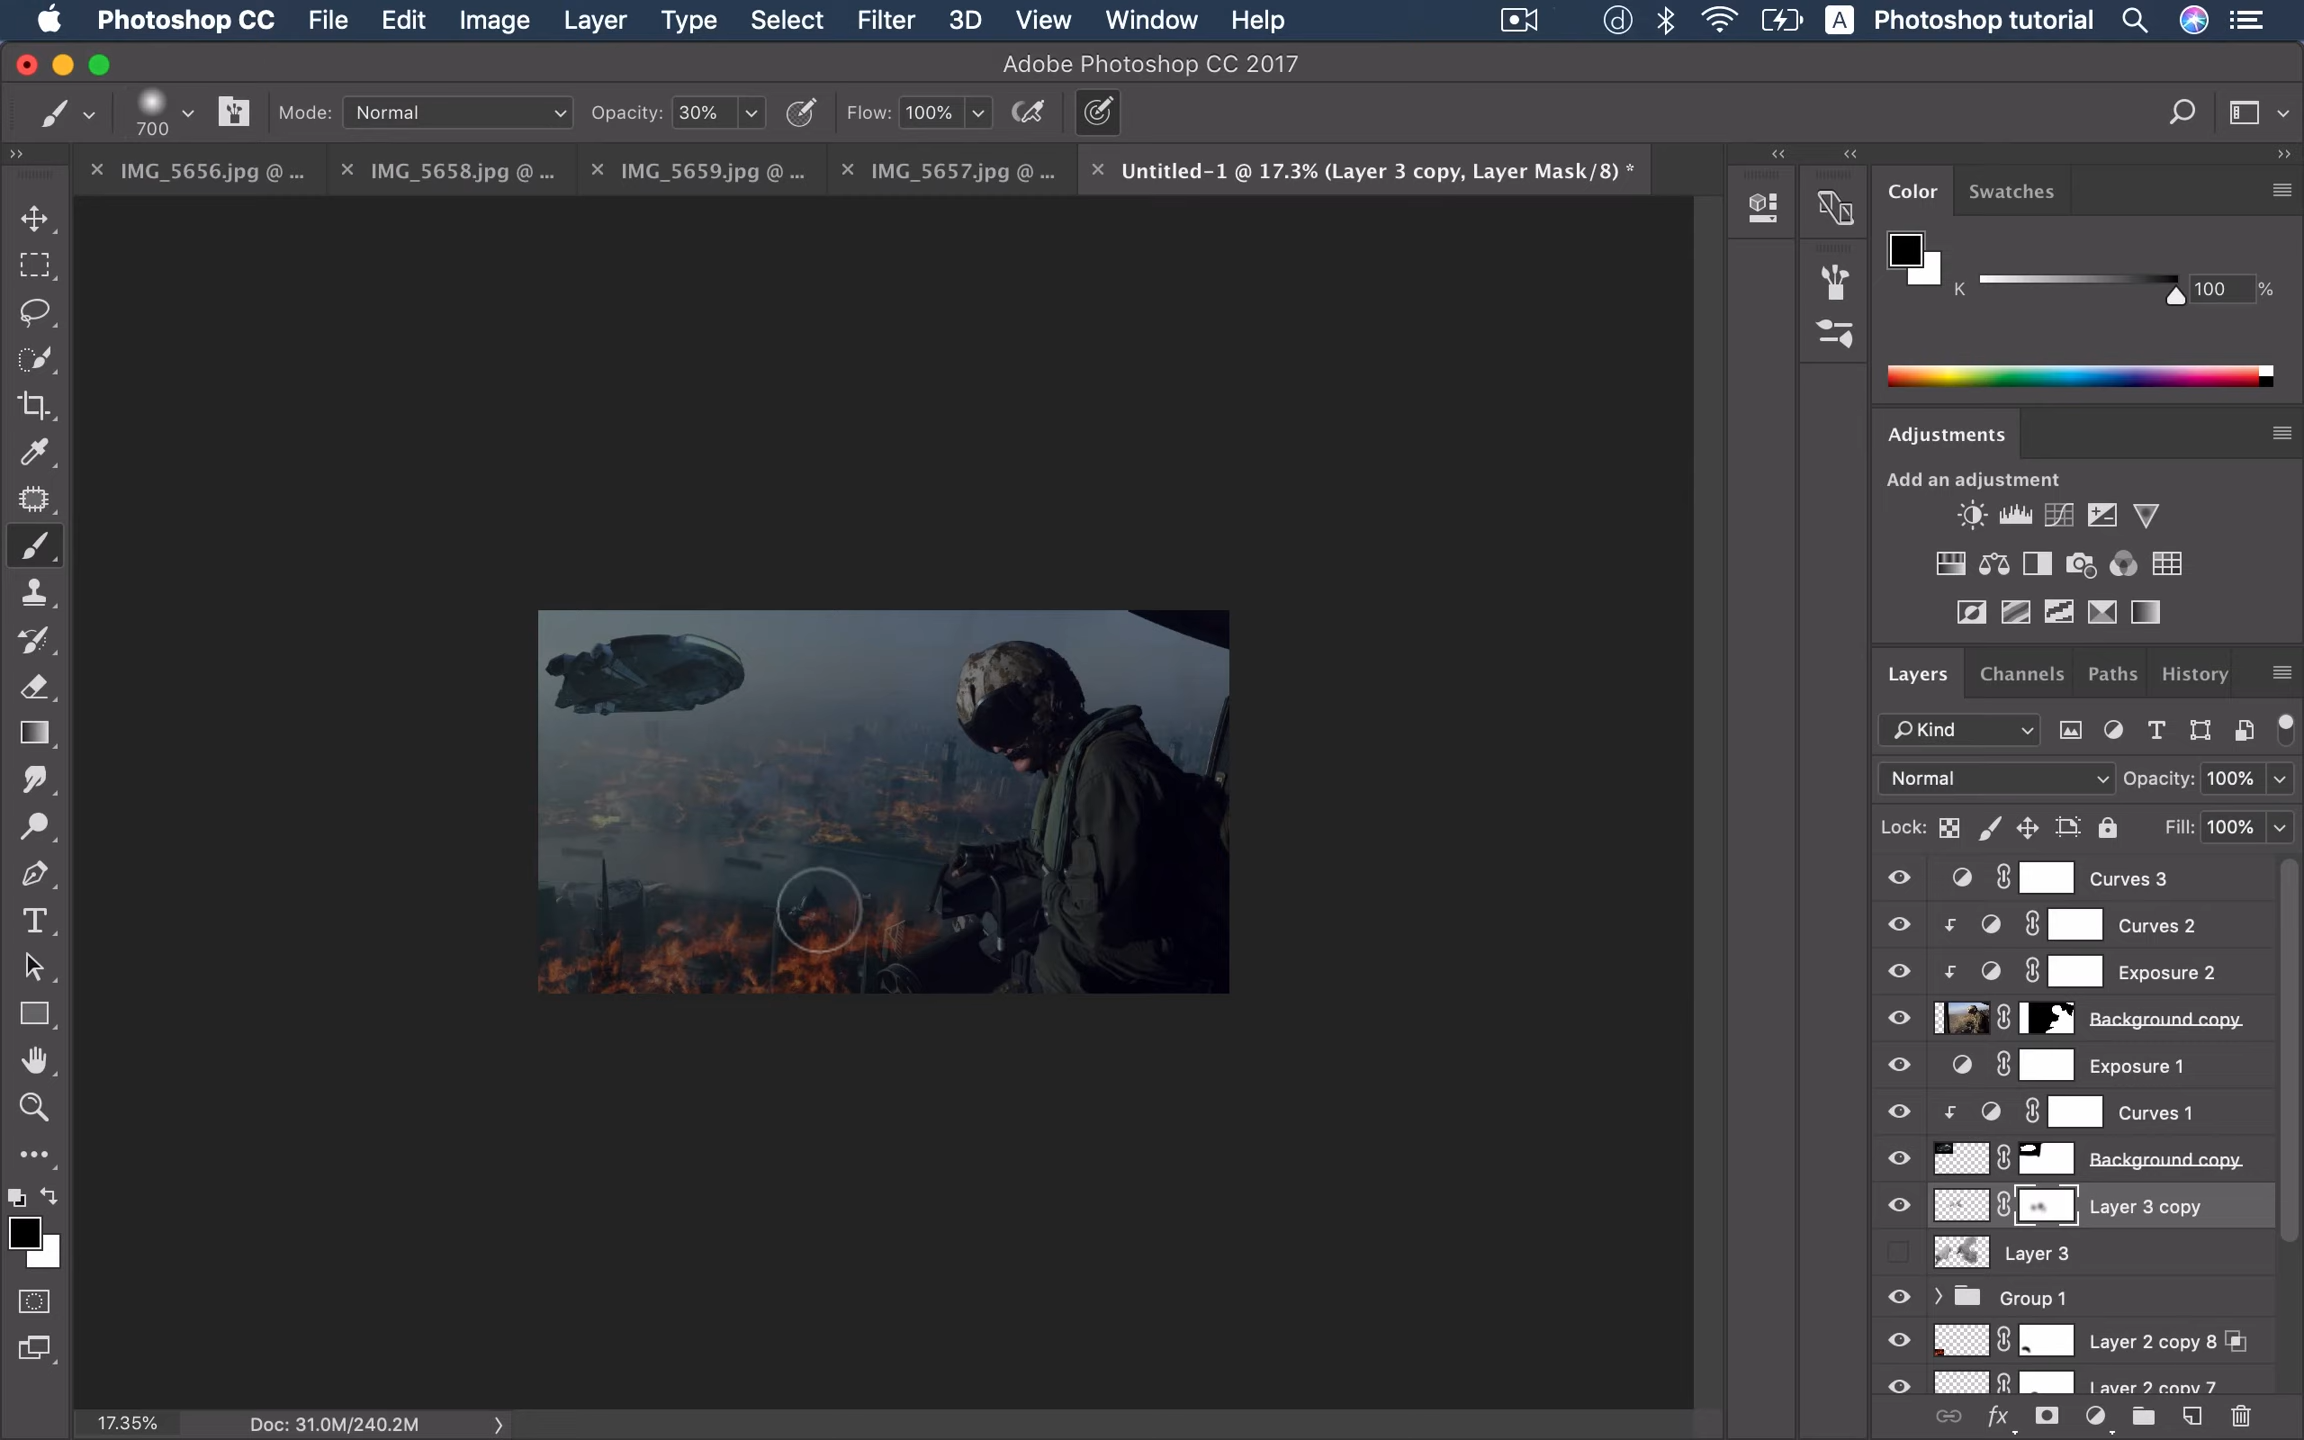 Photoshop CC File Edit Image Layer Type Select Filter 3D View Window Help A Photoshop tutorial
Adobe Photoshop CC 2017
700 Mode: Normal Opacity: 30% Flow: 100%
IMG_5656.jpg @ ... IMG_5658.jpg @ ... IMG_5659.jpg @ ... IMG_5657.jpg @ ... Untitled-1 @ 17.3% (Layer 3 copy, Layer Mask/8) *
Color Swatches
K 100 %
Adjustments
Add an adjustment
Layers Channels Paths History
Kind
Normal Opacity: 100%
Lock: Fill: 100%
Curves 3
Curves 2
Exposure 2
Background copy
Exposure 1
Curves 1
Background copy
Layer 3 copy
Layer 3
Group 1
Layer 2 copy 8
Layer 2 copy 7
fx
17.35% Doc: 31.0M/240.2M